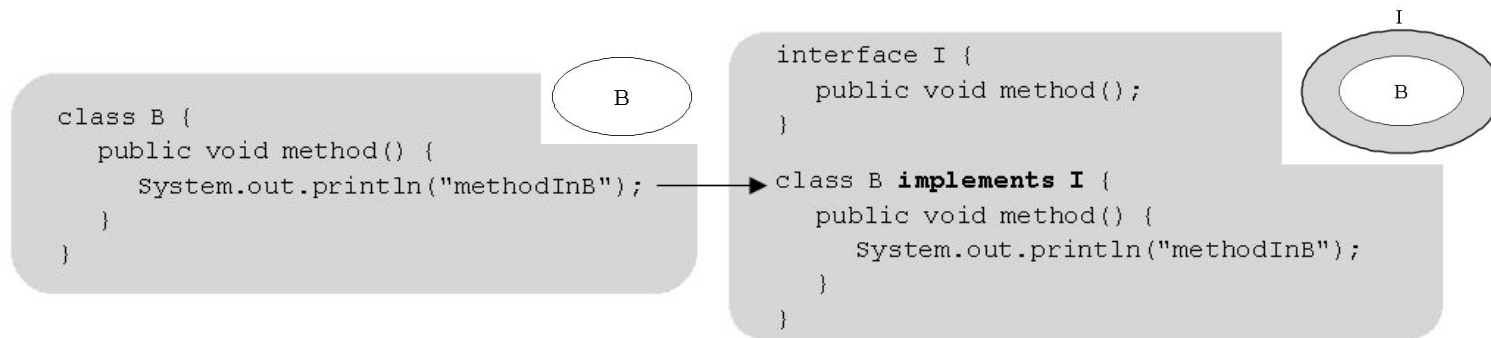 B
class B {
public void method() {
System.out.println("methodInB");
}
}
I
B
interface I {
public void method();
}
class B implements I {
public void method() {
System.out.println("methodInB");
}
}